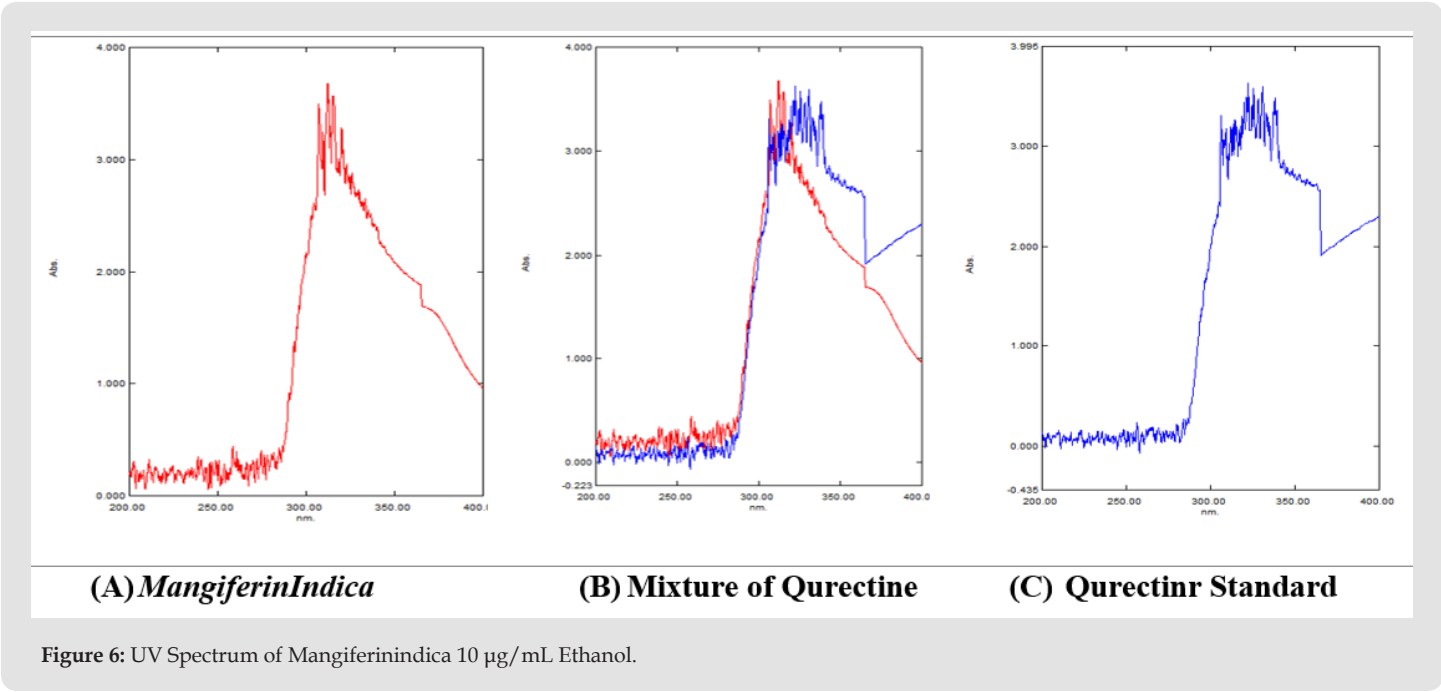 4.000
3.000
2.000
1.000
0.000
Abs.
200.00 250.00 300.00 350.00 400.(
nm.
4.000
3.000
2.000
1.000
0.000
-0.223
Abs.
200.00 250.00 300.00 350.00 400.0
nm.
3.995
3.000
2.000
1.000
0.000
-0.435
Abs.
200.00 250.00 300.00 350.00 400.0
nm.
(A) MangiferinIndica
(B) Mixture of Qurectine
(C) Qurectinr Standard
Figure 6: UV Spectrum of Mangiferinindica 10 µg/mL Ethanol.